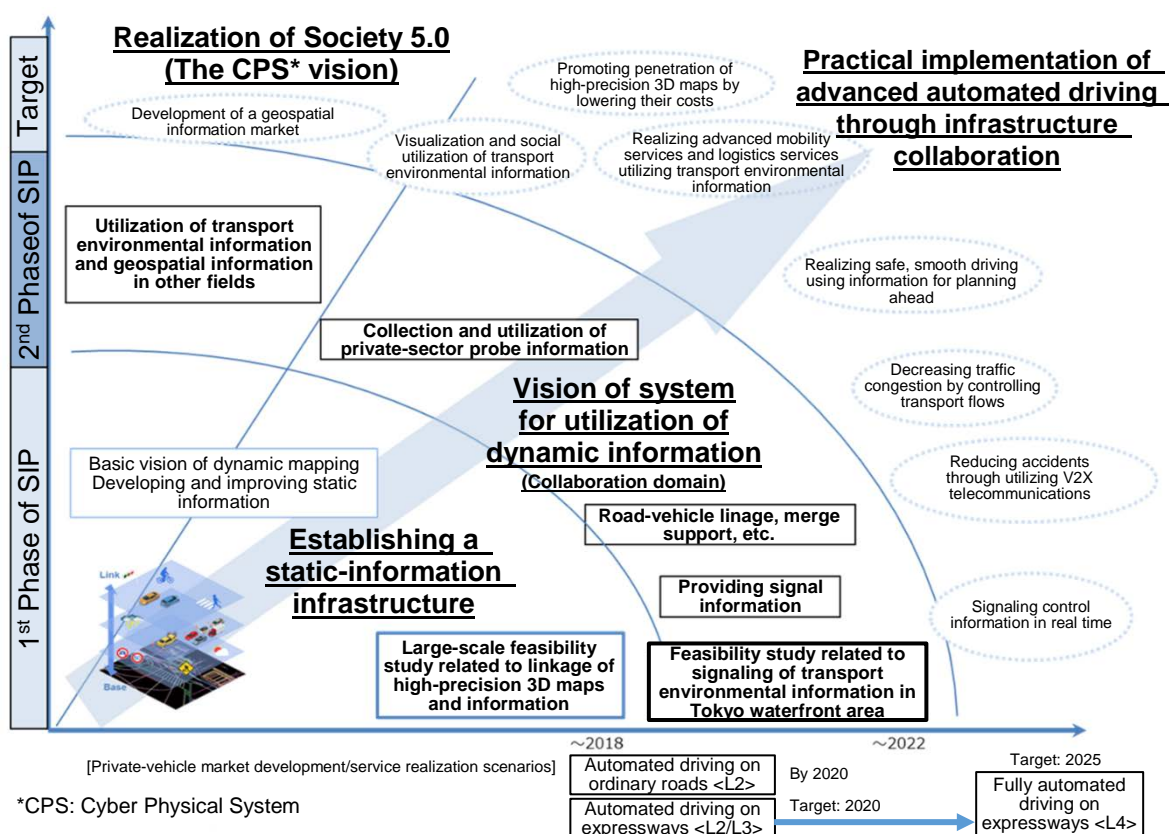 Realization of Society 5.0
(The CPS* vision)
Practical implementation of
advanced automated driving
through infrastructure
collaboration
Target
2nd Phaseof SIP
1st Phase of SIP
Development of a geospatial
information market
Promoting penetration of
high-precision 3D maps by
lowering their costs
Visualization and social
utilization of transport
environmental information
Realizing advanced mobility
services and logistics services
utilizing transport environmental
information
Utilization of transport
environmental information
and geospatial information
in other fields
Realizing safe, smooth driving
using information for planning
ahead
Collection and utilization of
private-sector probe information
Decreasing traffic
congestion by controlling
transport flows
Vision of system
for utilization of
dynamic information
(Collaboration domain)
Basic vision of dynamic mapping
Developing and improving static
information
Reducing accidents
through utilizing V2X
telecommunications
Road-vehicle linage, merge
support, etc.
Establishing a
static-information
infrastructure
Link
Base
Providing signal
information
Signaling control
information in real time
Large-scale feasibility
study related to linkage of
high-precision 3D maps
and information
Feasibility study related to
signaling of transport
environmental information in
Tokyo waterfront area
~2018
~2022
[Private-vehicle market development/service realization scenarios]
Automated driving on
ordinary roads <L2>
By 2020
Target: 2025
Automated driving on
expressways <L2/L3>
Target: 2020
Fully automated
driving on
expressways <L4>
*CPS: Cyber Physical System